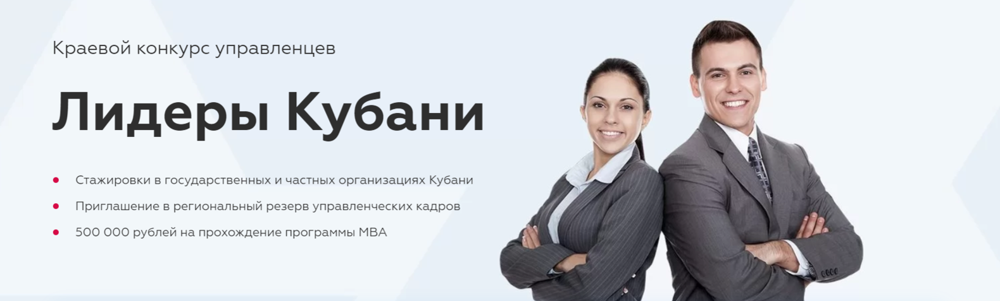 Краевой конкурс управленцев
Лидеры Кубани
Стажировки в государственных и частных организациях Кубани
Приглашение в региональный резерв управленческих кадров
500 000 рублей на прохождение программы MBA